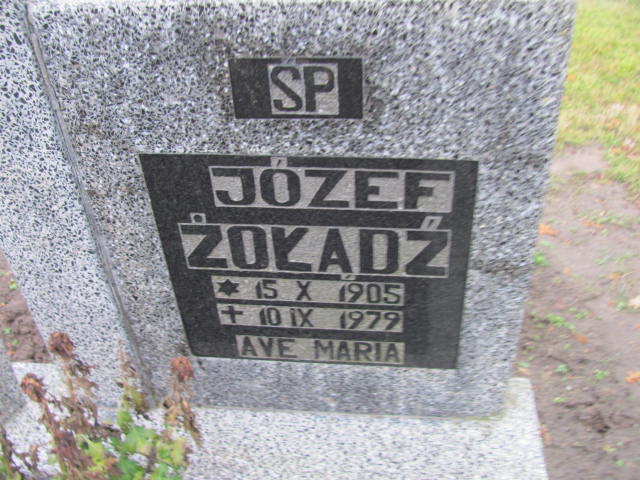 SP
JÓZEF
ŻOŁĄDŹ
✶ 15 X 1905
✝ 10 IX 1979
AVE MARIA